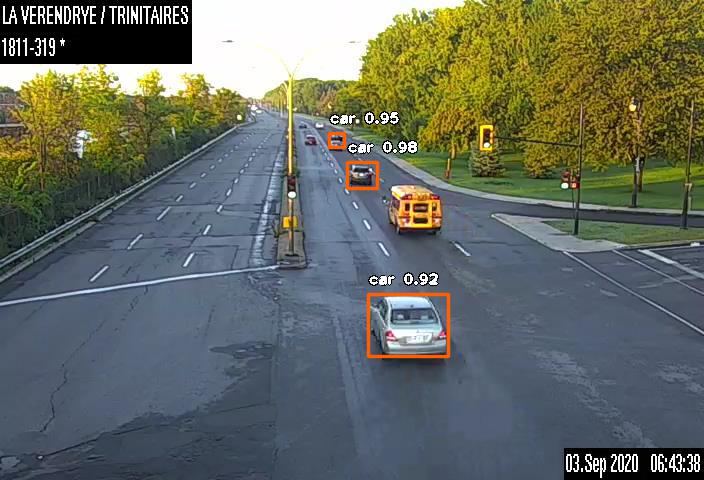 LA VERENDRYE / TRINITAIRES
1811-319 *
car 0.95
car 0.98
car 0.92
03.Sep 2020 06:43:38